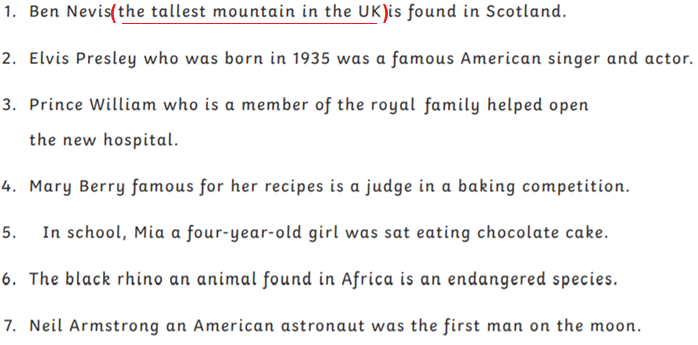 1. Ben Nevis(the tallest mountain in the UK)is found in Scotland.
2. Elvis Presley who was born in 1935 was a famous American singer and actor.
3. Prince William who is a member of the royal family helped open
the new hospital.
4. Mary Berry famous for her recipes is a judge in a baking competition.
5. In school, Mia a four-year-old girl was sat eating chocolate cake.
6. The black rhino an animal found in Africa is an endangered species.
7. Neil Armstrong an American astronaut was the first man on the moon.